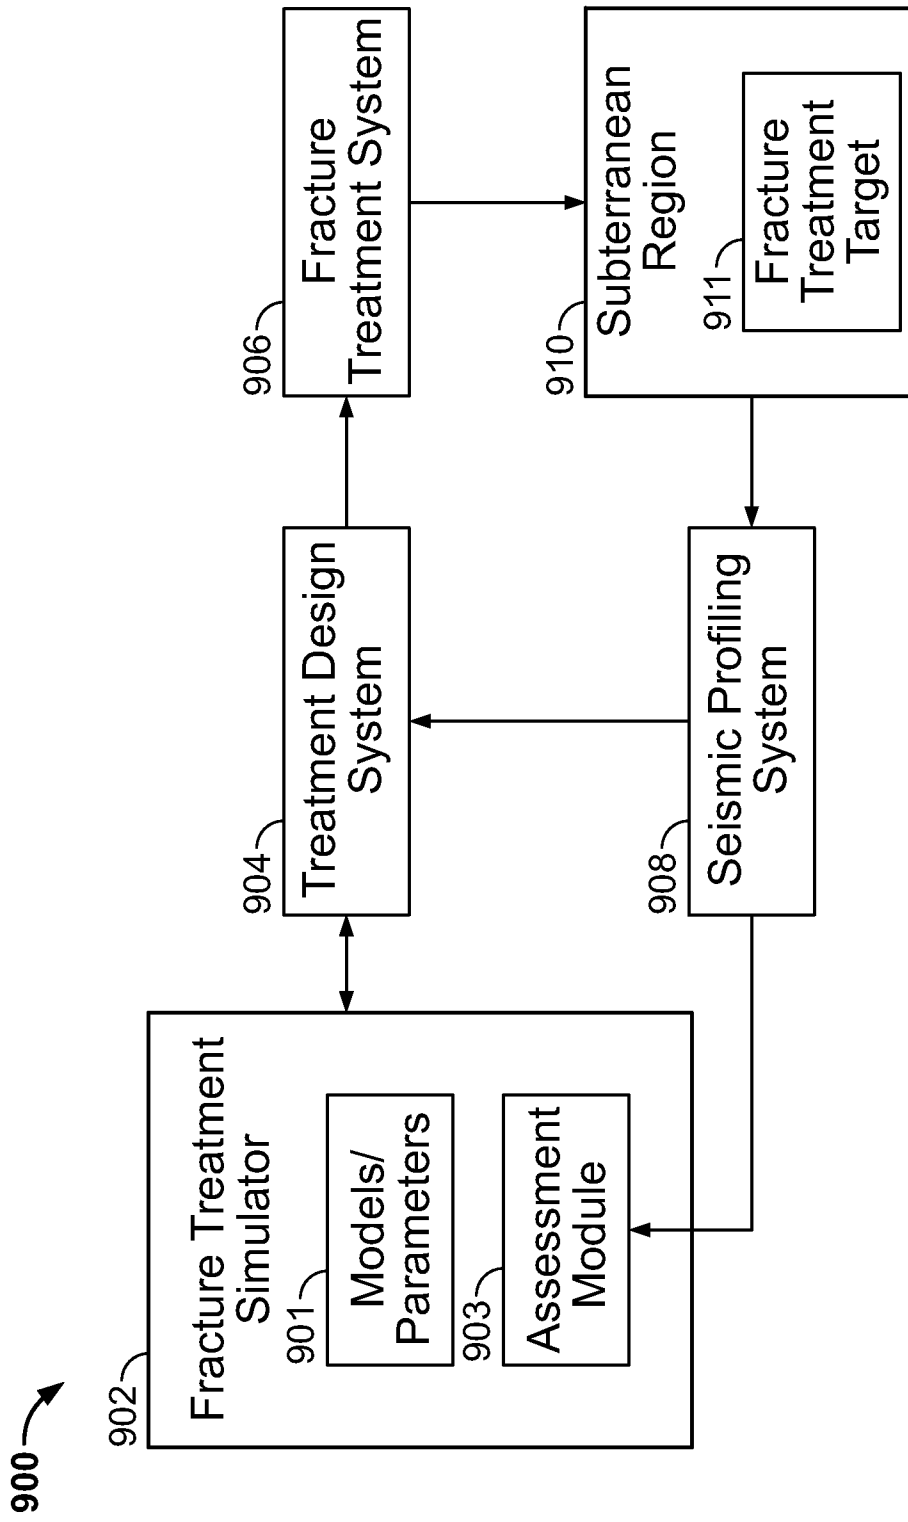 900
902
Fracture Treatment
Simulator
901
Models/
Parameters
903
Assessment
Module
904
Treatment Design
System
908
Seismic Profiling
System
906
Fracture
Treatment System
910
Subterranean
Region
911
Fracture
Treatment
Target